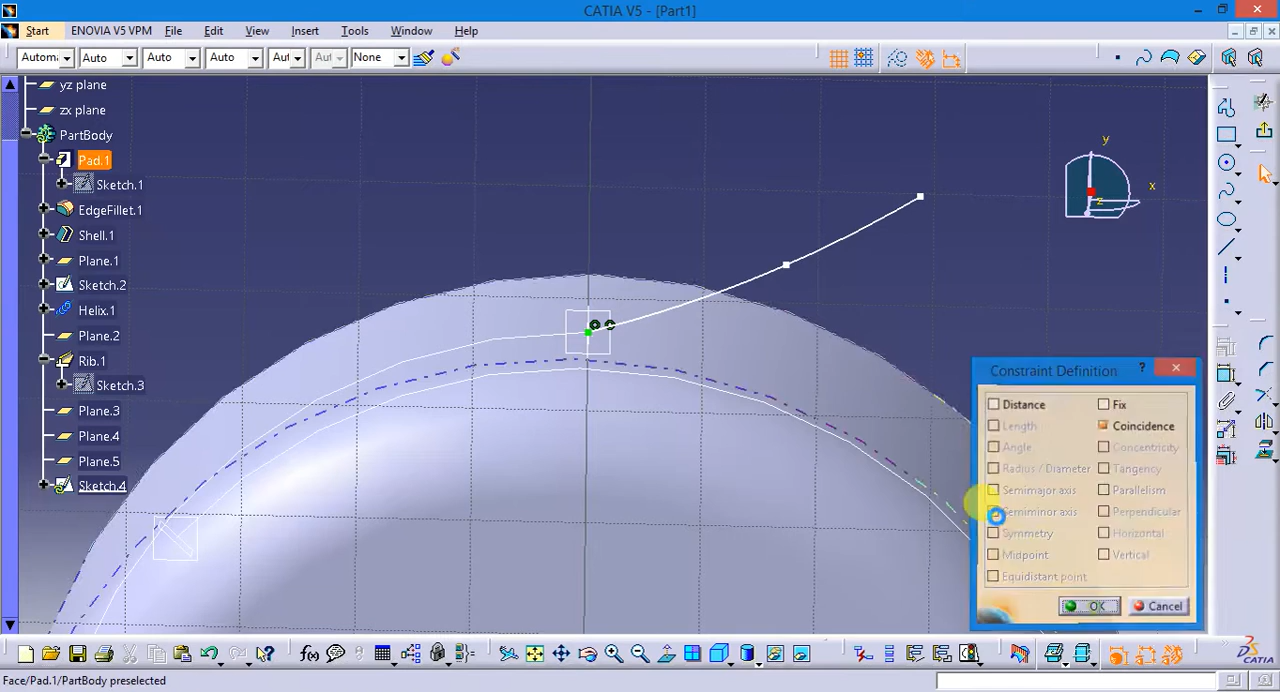 CATIA V5 - [Part1]
Start ENOVIA V5 VPM File Edit View Insert Tools Window Help
Autom Auto Auto Auto Aut Aut None
yz plane
zx plane
PartBody
Pad.1
Sketch.1
EdgeFillet.1
Shell.1
Plane.1
Sketch.2
Helix.1
Plane.2
Rib.1
Sketch.3
Plane.3
Plane.4
Plane.5
Sketch.4
y
x
z
Constraint Definition ?
Distance Fix
Length Coincidence
Angle Concentricity
Radius / Diameter Tangency
Semimajor axis Parallelism
Semiminor axis Perpendicular
Symmetry Horizontal
Midpoint Vertical
Equidistant point
OK Cancel
f(x)
CATIA
Face/Pad.1/PartBody preselected